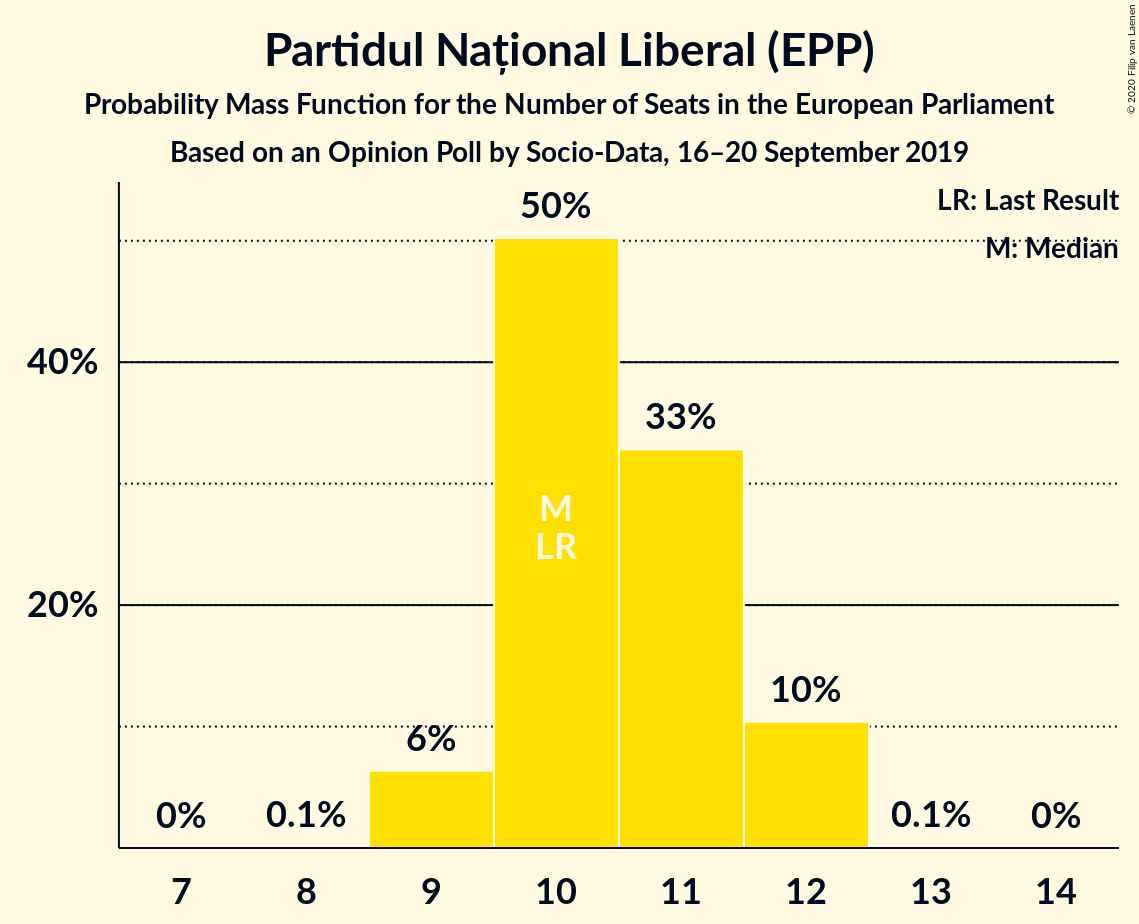 Partidul Național Liberal (EPP)
Probability Mass Function for the Number of Seats in the European Parliament
Based on an Opinion Poll by Socio-Data, 16–20 September 2019
© 2020 Filip van Laenen
LR: Last Result
M: Median
40%
20%
0%
0.1%
6%
50%
33%
10%
0.1%
0%
M
LR
7 8 9 10 11 12 13 14